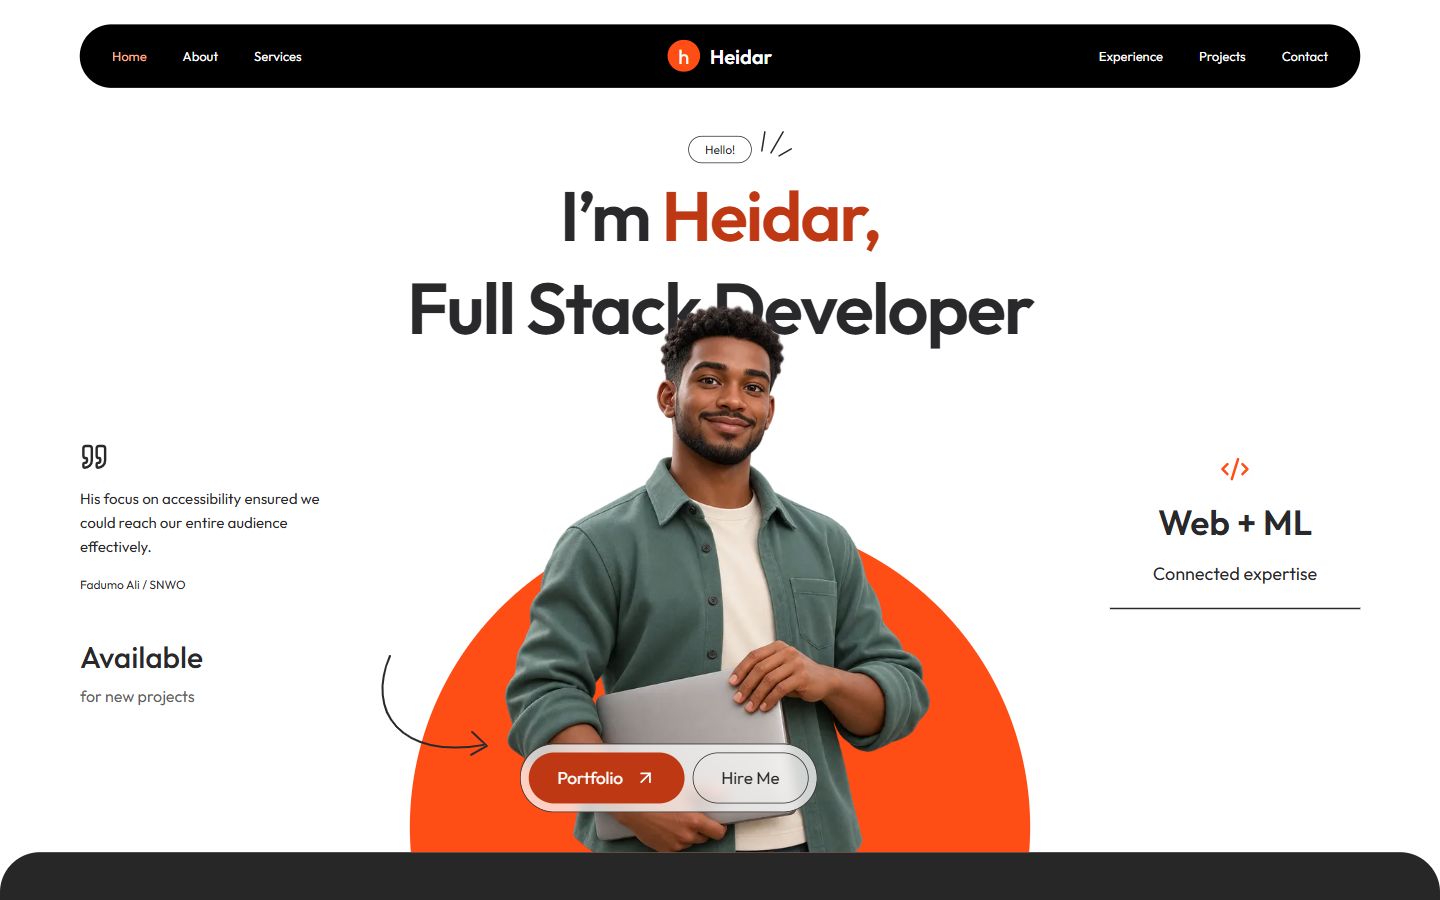 Home
About
Services
h
Heidar
Experience
Projects
Contact
Hello!
I’m Heidar,
Full Stack Developer
His focus on accessibility ensured we
could reach our entire audience
effectively.
Fadumo Ali / SNWO
Available
for new projects
Web + ML
Connected expertise
Portfolio
Hire Me